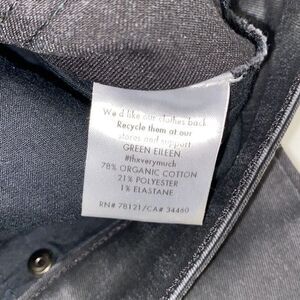 We'd like our clothes back
Recycle them at our
stores and support
GREEN EILEEN
#thxverymuch
78% ORGANIC COTTON
21% POLYESTER
1% ELASTANE
RN# 78121/CA# 34460